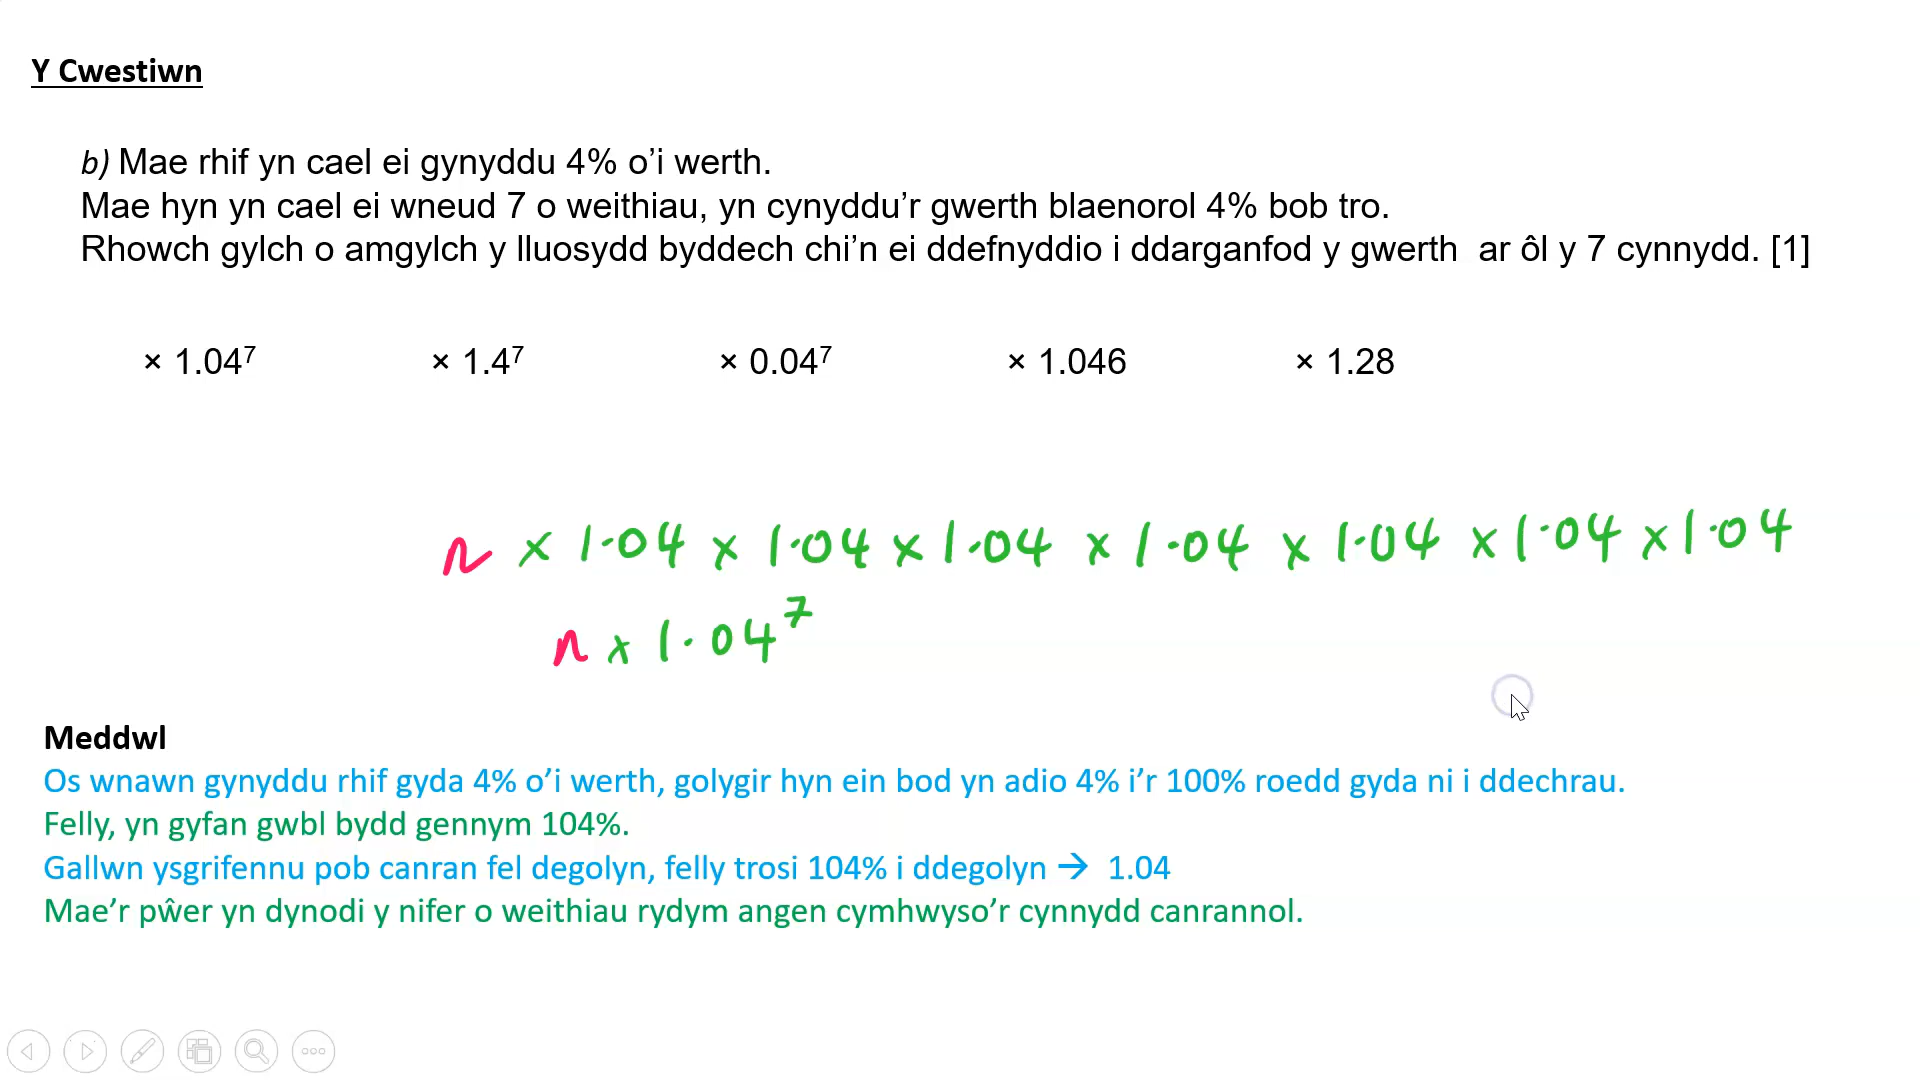 Y Cwestiwn
b) Mae rhif yn cael ei gynyddu 4% o’i werth.
Mae hyn yn cael ei wneud 7 o weithiau, yn cynyddu’r gwerth blaenorol 4% bob tro.
Rhowch gylch o amgylch y lluosydd byddech chi’n ei ddefnyddio i ddarganfod y gwerth ar ôl y 7 cynnydd. [1]
× 1.04⁷ × 1.4⁷ × 0.04⁷ × 1.046 × 1.28
n × 1·04 × 1·04 × 1·04 × 1·04 × 1·04 × 1·04 × 1·04
n × 1·04⁷
Meddwl
Os wnawn gynyddu rhif gyda 4% o’i werth, golygir hyn ein bod yn adio 4% i’r 100% roedd gyda ni i ddechrau.
Felly, yn gyfan gwbl bydd gennym 104%.
Gallwn ysgrifennu pob canran fel degolyn, felly trosi 104% i ddegolyn → 1.04
Mae’r pŵer yn dynodi y nifer o weithiau rydym angen cymhwyso’r cynnydd canrannol.